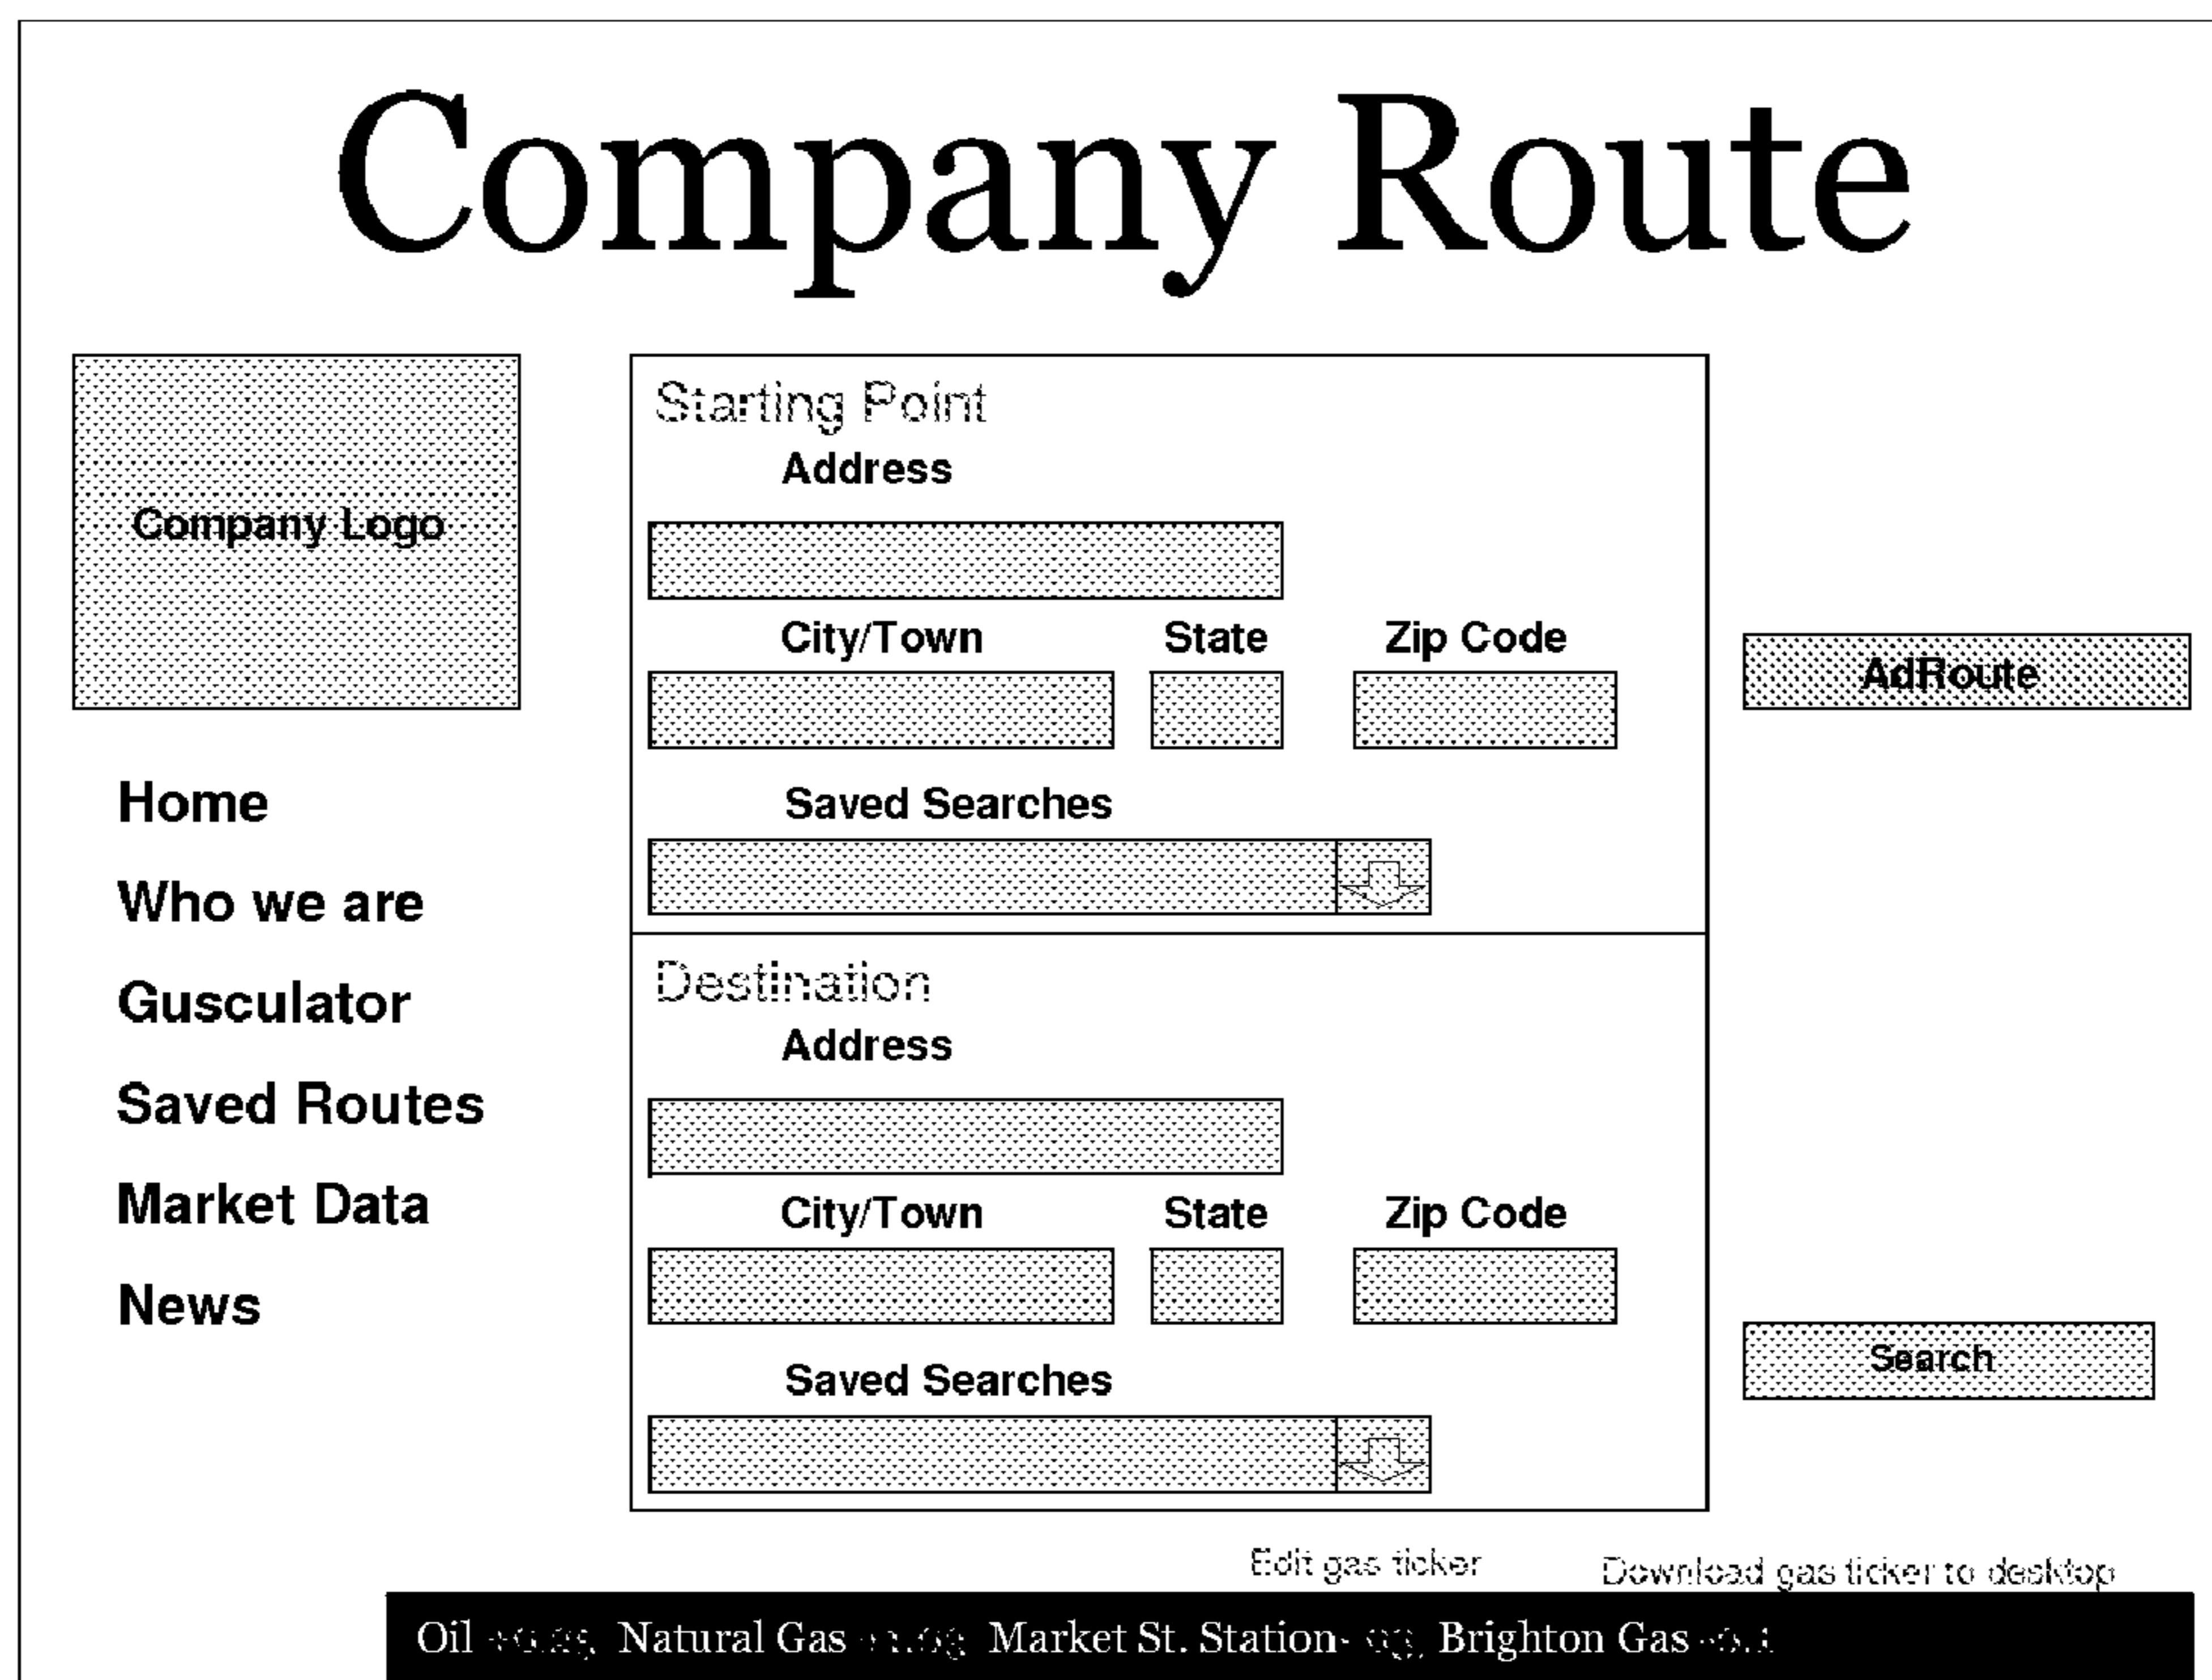 Company Route
Company Logo
Home
Who we are
Gusculator
Saved Routes
Market Data
News
Starting Point
Address
City/Town State Zip Code
Saved Searches
Destination
Address
City/Town State Zip Code
Saved Searches
AdRoute
Search
Edit gas ticker Download gas ticker to desktop
Oil Natural Gas Market St. Station- Brighton Gas